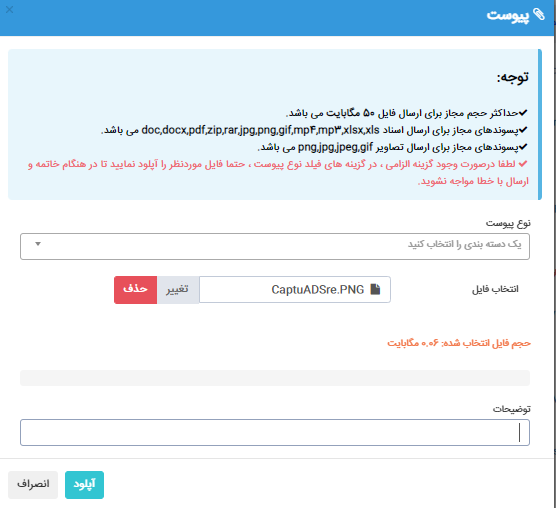 پیوست
×
توجه:
حداکثر حجم مجاز برای ارسال فایل ۵۰ مگابایت می باشد.
پسوندهای مجاز برای ارسال اسناد doc,docx,pdf,zip,rar,jpg,png,gif,mp۴,mp۳,xlsx,xls می باشد.
پسوندهای مجاز برای ارسال تصاویر png,jpg,jpeg,gif می باشد.
لطفا درصورت وجود گزینه الزامی ، در گزینه های فیلد نوع پیوست ، حتما فایل موردنظر را آپلود نمایید تا در هنگام خاتمه و
ارسال با خطا مواجه نشوید.
نوع پیوست
یک دسته بندی را انتخاب کنید
انتخاب فایل CaptuADSre.PNG تغییر حذف
حجم فایل انتخاب شده: ۰.۰۶ مگابایت
توضیحات
آپلود انصراف